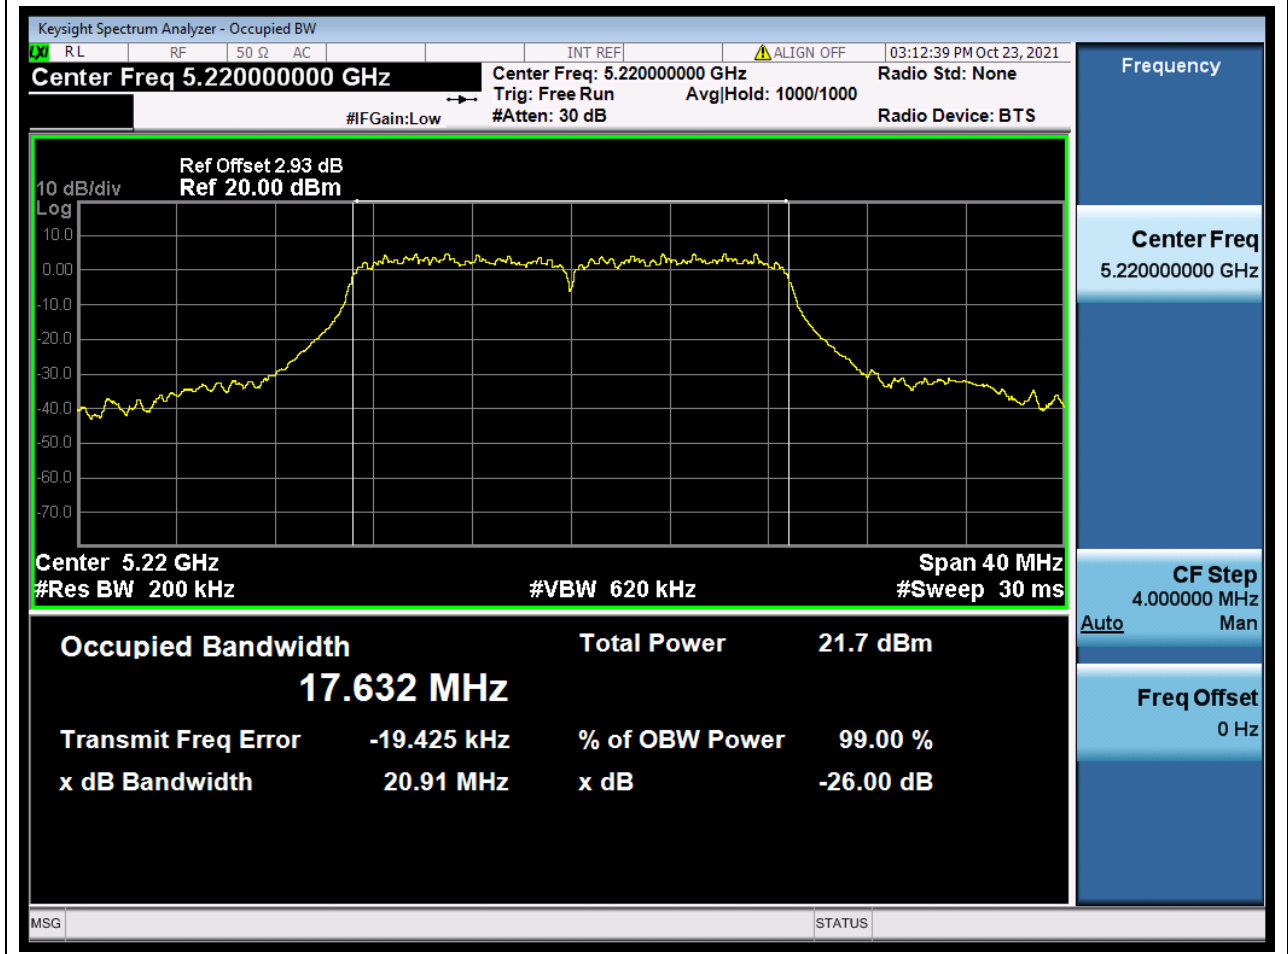 Keysight Spectrum Analyzer - Occupied BW
LXI RL RF 50 Ω AC INT REF ALIGN OFF 03:12:39 PM Oct 23, 2021
Center Freq 5.220000000 GHz
Center Freq: 5.220000000 GHz
Radio Std: None
Trig: Free Run
Avg|Hold: 1000/1000
#IFGain:Low
#Atten: 30 dB
Radio Device: BTS
Ref Offset 2.93 dB
10 dB/div
Ref 20.00 dBm
Log
10.0
0.00
-10.0
-20.0
-30.0
-40.0
-50.0
-60.0
-70.0
Center 5.22 GHz
Span 40 MHz
#Res BW 200 kHz
#VBW 620 kHz
#Sweep 30 ms
Occupied Bandwidth
Total Power 21.7 dBm
17.632 MHz
Transmit Freq Error -19.425 kHz
% of OBW Power 99.00 %
x dB Bandwidth 20.91 MHz
x dB -26.00 dB
Frequency
Center Freq
5.220000000 GHz
CF Step
4.000000 MHz
Auto Man
Freq Offset
0 Hz
MSG
STATUS